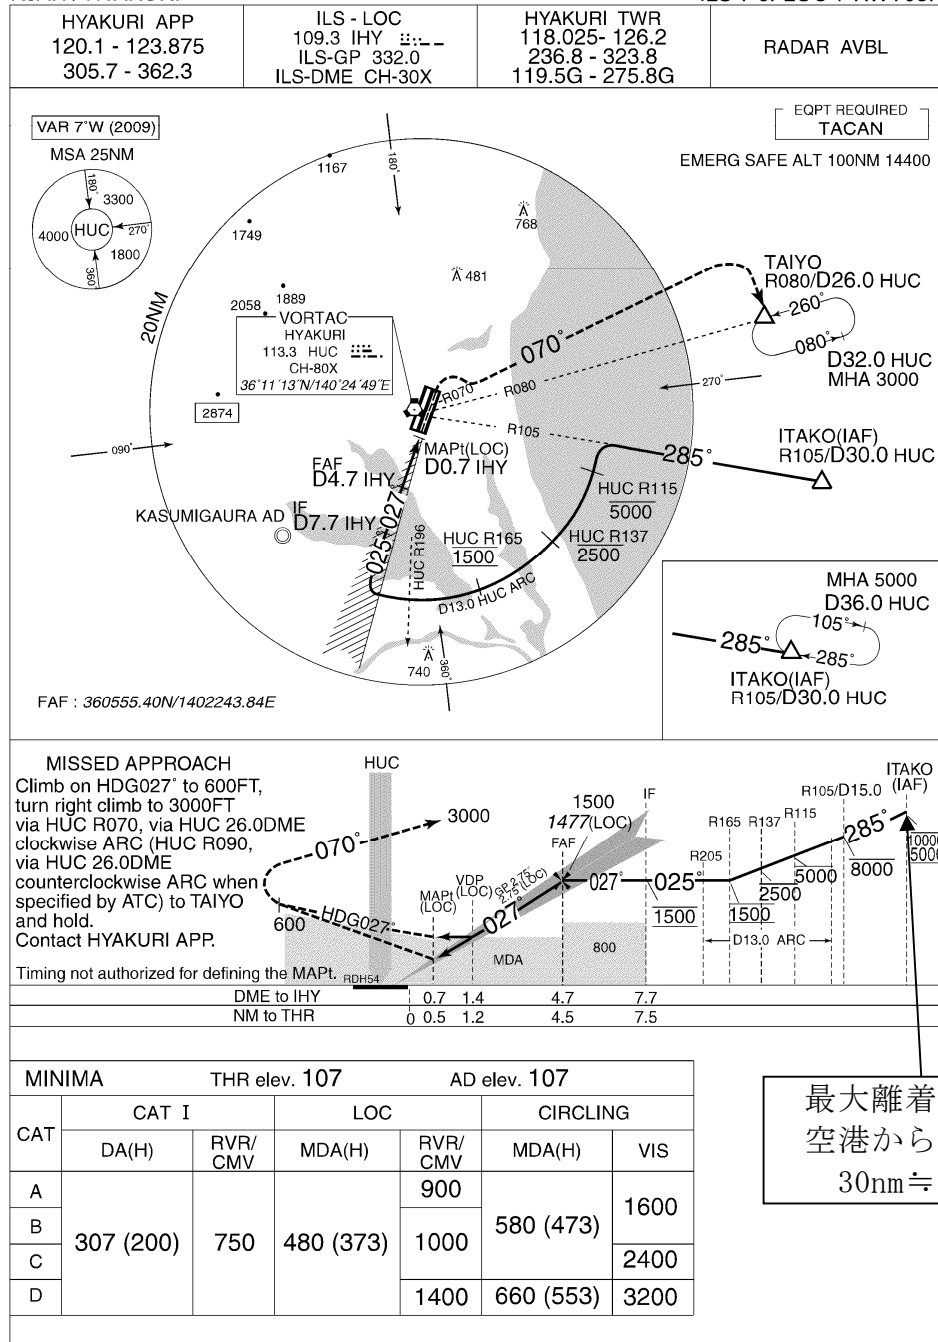 HYAKURI APP
120.1 - 123.875
305.7 - 362.3
ILS - LOC
109.3 IHY
ILS-GP 332.0
ILS-DME CH-30X
HYAKURI TWR
118.025- 126.2
236.8 - 323.8
119.5G - 275.8G
RADAR AVBL
VAR 7°W (2009)
MSA 25NM
180°
3300
HUC
270°
4000
1800
360°
EQPT REQUIRED
TACAN
EMERG SAFE ALT 100NM 14400
1167
180°
768
1749
481
20NM
1889
2058
VORTAC
HYAKURI
113.3 HUC
CH-80X
36°11'13"N/140°24'49"E
2874
090°
TAIYO
R080/D26.0 HUC
260°
080°
D32.0 HUC
MHA 3000
070°
R070
R080
270°
R105
285°
ITAKO(IAF)
R105/D30.0 HUC
MAPt(LOC)
D0.7 IHY
FAF
D4.7 IHY
IF
D7.7 IHY
KASUMIGAURA AD
025°
027°
HUC R196
HUC R115
5000
HUC R137
2500
HUC R165
1500
D13.0 HUC ARC
740
360°
MHA 5000
D36.0 HUC
105°
285°
285°
ITAKO(IAF)
R105/D30.0 HUC
FAF : 360555.40N/1402243.84E
MISSED APPROACH
Climb on HDG027° to 600FT,
turn right climb to 3000FT
via HUC R070, via HUC 26.0DME
clockwise ARC (HUC R090,
via HUC 26.0DME
counterclockwise ARC when
specified by ATC) to TAIYO
and hold.
Contact HYAKURI APP.
Timing not authorized for defining the MAPt.
HUC
3000
070°
600
HDG027°
MAPt
(LOC)
VDP
(LOC)
GP 2.75°
2.75°(LOC)
027°
1500
1477(LOC)
FAF
IF
027°
025°
1500
R205
R165
1500
R137
2500
R115
5000
R105/D15.0
8000
285°
ITAKO
(IAF)
10000
5000
D13.0 ARC
MDA
800
RDH54
DME to IHY 0.7 1.4 4.7 7.7
NM to THR 0 0.5 1.2 4.5 7.5
最大離着
空港から
30nm≒
MINIMA THR elev. 107 AD elev. 107
CAT
CAT I LOC CIRCLING
DA(H) RVR/CMV MDA(H) RVR/CMV MDA(H) VIS
A 900
B 580 (473) 1600
307 (200) 750 480 (373) 1000
C 2400
D 1400 660 (553) 3200